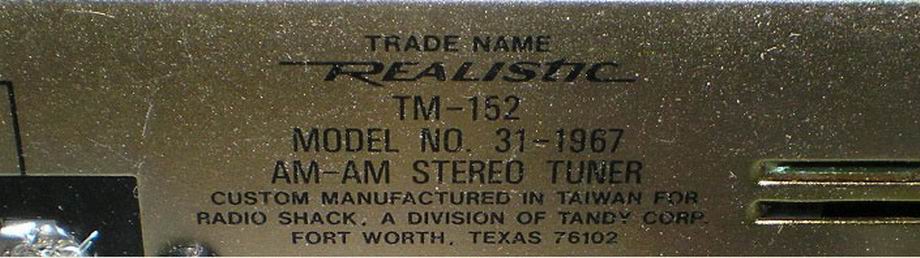 TRADE NAME
REALISTIC
TM-152
MODEL NO. 31-1967
AM-AM STEREO TUNER
CUSTOM MANUFACTURED IN TAIWAN FOR
RADIO SHACK, A DIVISION OF TANDY CORP.
FORT WORTH, TEXAS 76102